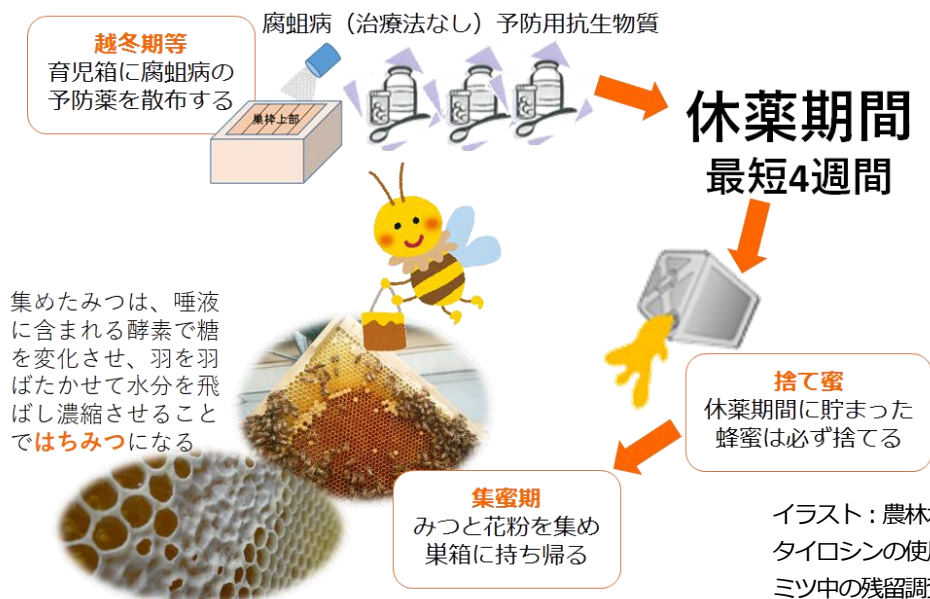 腐蛆病（治療法なし）予防用抗生物質
越冬期等
育児箱に腐蛆病の
予防薬を散布する
巣枠上部
休薬期間
最短4週間
集めたみつは、唾液
に含まれる酵素で糖
を変化させ、羽を羽
ばたかせて水分を飛
ばし濃縮させること
ではちみつになる
捨て蜜
休薬期間に貯まった
蜂蜜は必ず捨てる
集蜜期
みつと花粉を集め
巣箱に持ち帰る
イラスト：農林
タイロシンの使
ミツ中の残留調